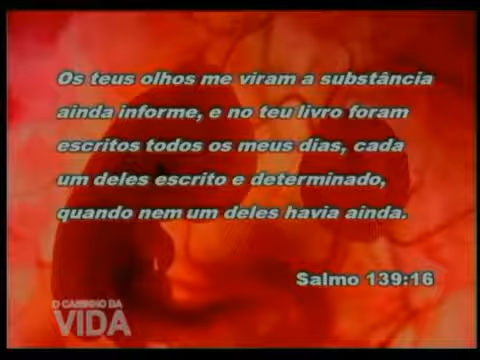 Os teus olhos me viram a substância
ainda informe, e no teu livro foram
escritos todos os meus dias, cada
um deles escrito e determinado,
quando nem um deles havia ainda.
Salmo 139:16
O CAMINHO DA
VIDA